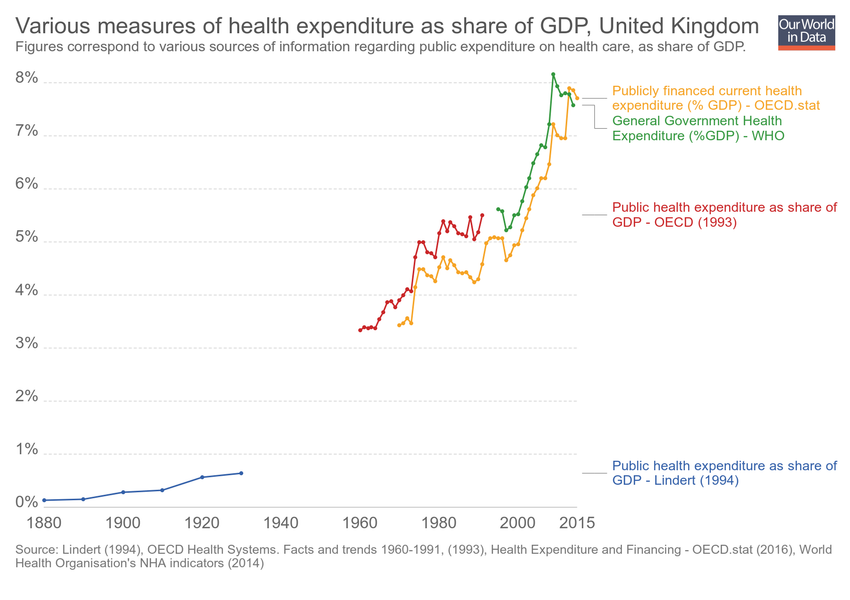 Various measures of health expenditure as share of GDP, United Kingdom
Figures correspond to various sources of information regarding public expenditure on health care, as share of GDP.
Our World
in Data
8%
7%
6%
5%
4%
3%
2%
1%
0%
1880
1900
1920
1940
1960
1980
2000
2015
Publicly financed current health
expenditure (% GDP) - OECD.stat
General Government Health
Expenditure (%GDP) - WHO
Public health expenditure as share of
GDP - OECD (1993)
Public health expenditure as share of
GDP - Lindert (1994)
Source: Lindert (1994), OECD Health Systems. Facts and trends 1960-1991, (1993), Health Expenditure and Financing - OECD.stat (2016), World
Health Organisation's NHA indicators (2014)